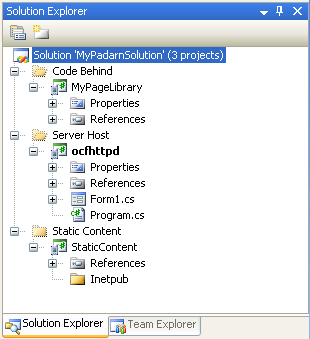 Solution Explorer
Solution 'MyPadarnSolution' (3 projects)
Code Behind
MyPageLibrary
Properties
References
Server Host
ocfhttpd
Properties
References
Form1.cs
Program.cs
Static Content
StaticContent
References
Inetpub
Solution Explorer Team Explorer